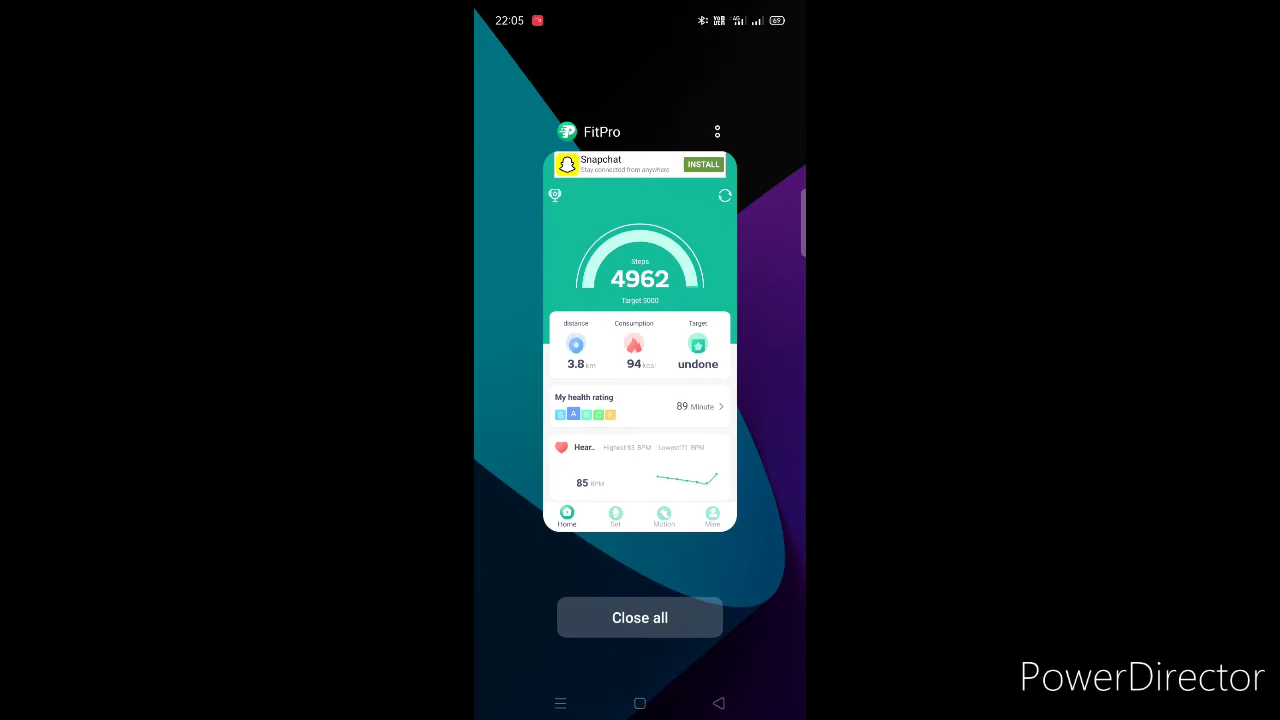 22:05
FitPro
Snapchat
Stay connected from anywhere
INSTALL
Steps
4962
Target:5000
distance Consumption Target
3.8 km 94 kcal undone
My health rating
S A B C F
89 Minute
Hear.. Highest:85 BPM Lowest:71 BPM
85 BPM
Home Set Motion Mine
Close all
PowerDirector